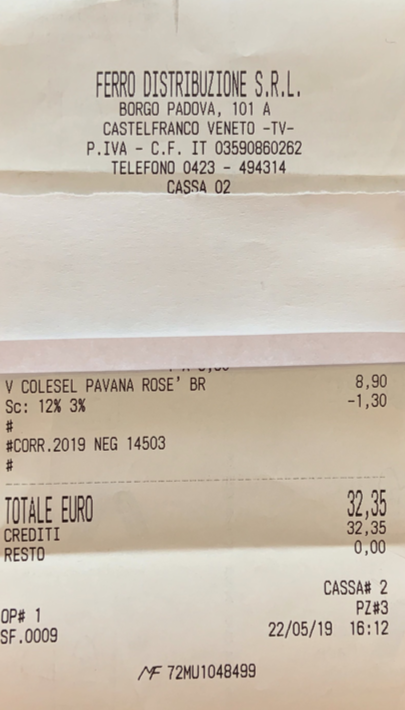 FERRO DISTRIBUZIONE S.R.L.
BORGO PADOVA, 101 A
CASTELFRANCO VENETO -TV-
P.IVA - C.F. IT 03590860262
TELEFONO 0423 - 494314
CASSA 02
V COLESEL PAVANA ROSE' BR 8,90
Sc: 12% 3% -1,30
#
#CORR.2019 NEG 14503
#
TOTALE EURO 32,35
CREDITI 32,35
RESTO 0,00
CASSA# 2
OP# 1 PZ#3
SF.0009 22/05/19 16:12
MF 72MU1048499